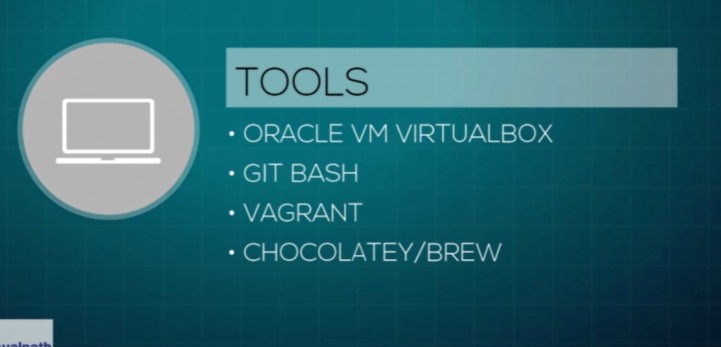 TOOLS
• ORACLE VM VIRTUALBOX
• GIT BASH
• VAGRANT
• CHOCOLATEY/BREW